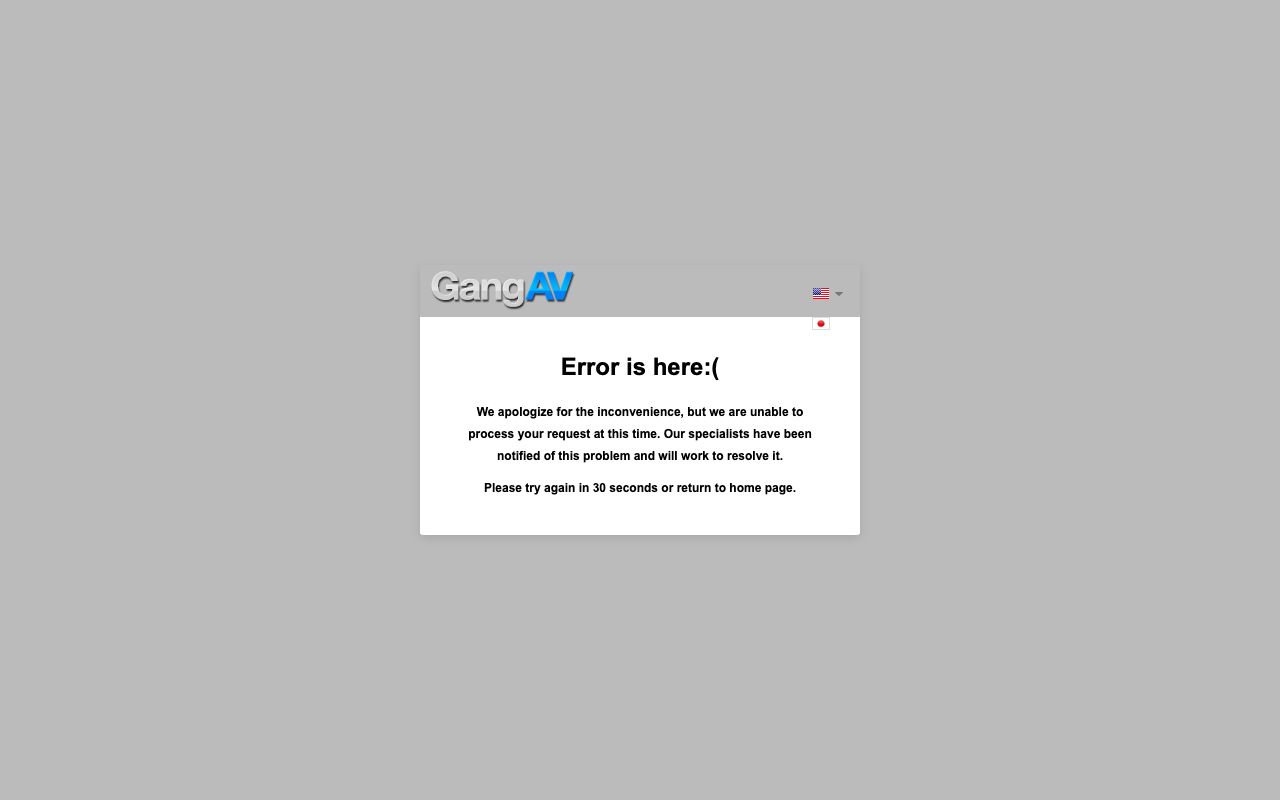 GangAV
Error is here:(
We apologize for the inconvenience, but we are unable to
process your request at this time. Our specialists have been
notified of this problem and will work to resolve it.
Please try again in 30 seconds or return to home page.